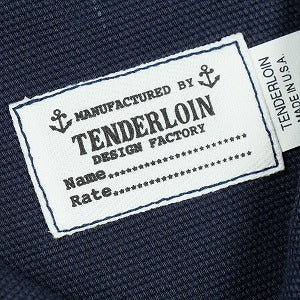 MANUFACTURED BY
TENDERLOIN
DESIGN FACTORY
Name
Rate
TENDERLOIN
MADE IN U.S.A.